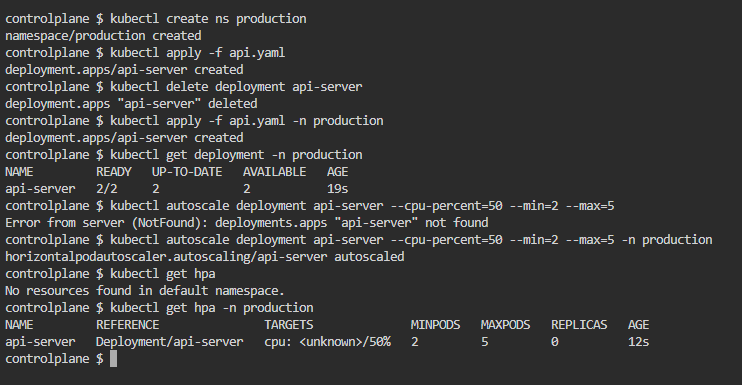 controlplane $ kubectl create ns production
namespace/production created
controlplane $ kubectl apply -f api.yaml
deployment.apps/api-server created
controlplane $ kubectl delete deployment api-server
deployment.apps "api-server" deleted
controlplane $ kubectl apply -f api.yaml -n production
deployment.apps/api-server created
controlplane $ kubectl get deployment -n production
NAME         READY   UP-TO-DATE   AVAILABLE   AGE
api-server   2/2     2            2           19s
controlplane $ kubectl autoscale deployment api-server --cpu-percent=50 --min=2 --max=5
Error from server (NotFound): deployments.apps "api-server" not found
controlplane $ kubectl autoscale deployment api-server --cpu-percent=50 --min=2 --max=5 -n production
horizontalpodautoscaler.autoscaling/api-server autoscaled
controlplane $ kubectl get hpa
No resources found in default namespace.
controlplane $ kubectl get hpa -n production
NAME         REFERENCE               TARGETS              MINPODS   MAXPODS   REPLICAS   AGE
api-server   Deployment/api-server   cpu: <unknown>/50%   2         5         0          12s
controlplane $